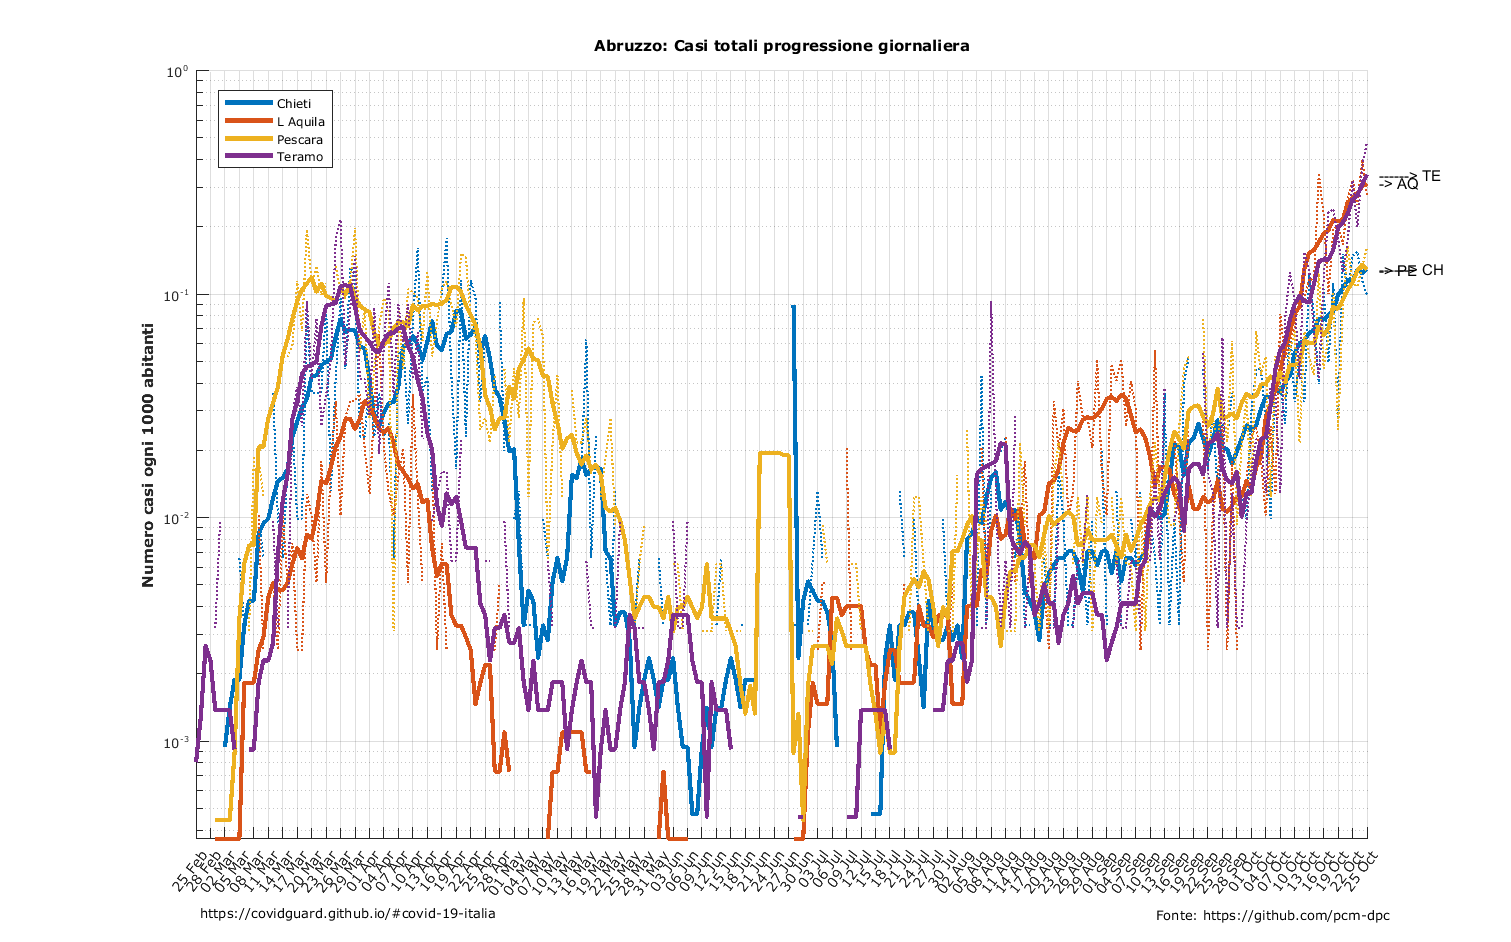 Abruzzo: Casi totali progressione giornaliera
Numero casi ogni 1000 abitanti
10⁰
10⁻¹
10⁻²
10⁻³
Chieti
L Aquila
Pescara
Teramo
------> TE
-> AQ
-> PE
CH
25 Feb
28 Feb
02 Mar
05 Mar
08 Mar
11 Mar
14 Mar
17 Mar
20 Mar
23 Mar
26 Mar
29 Mar
01 Apr
04 Apr
07 Apr
10 Apr
13 Apr
16 Apr
19 Apr
22 Apr
25 Apr
28 Apr
01 May
04 May
07 May
10 May
13 May
16 May
19 May
22 May
25 May
28 May
31 May
03 Jun
06 Jun
09 Jun
12 Jun
15 Jun
18 Jun
21 Jun
24 Jun
27 Jun
30 Jun
03 Jul
06 Jul
09 Jul
12 Jul
15 Jul
18 Jul
21 Jul
24 Jul
27 Jul
30 Jul
02 Aug
05 Aug
08 Aug
11 Aug
14 Aug
17 Aug
20 Aug
23 Aug
26 Aug
29 Aug
01 Sep
04 Sep
07 Sep
10 Sep
13 Sep
16 Sep
19 Sep
22 Sep
25 Sep
28 Sep
01 Oct
04 Oct
07 Oct
10 Oct
13 Oct
16 Oct
19 Oct
22 Oct
25 Oct
https://covidguard.github.io/#covid-19-italia
Fonte: https://github.com/pcm-dpc